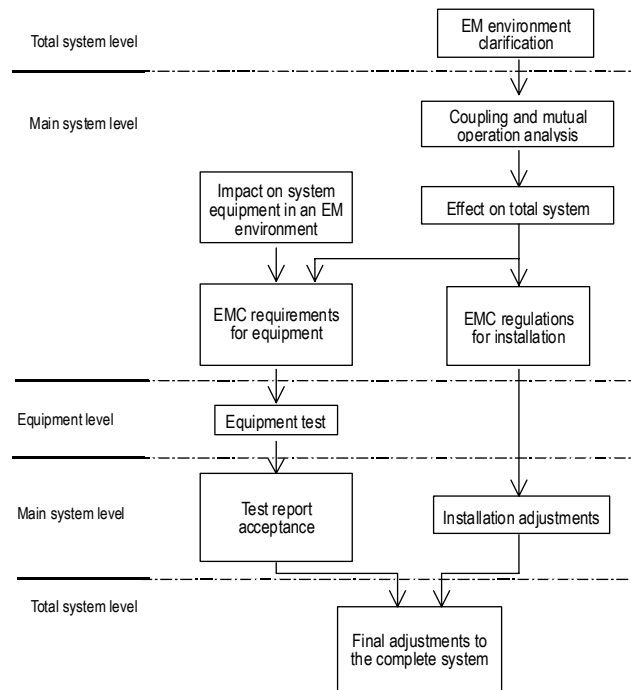 Total system level
EM environment
clarification
Main system level
Coupling and mutual
operation analysis
Impact on system
equipment in an EM
environment
Effect on total system
EMC requirements
for equipment
EMC regulations
for installation
Equipment level
Equipment test
Main system level
Test report
acceptance
Installation adjustments
Total system level
Final adjustments to
the complete system